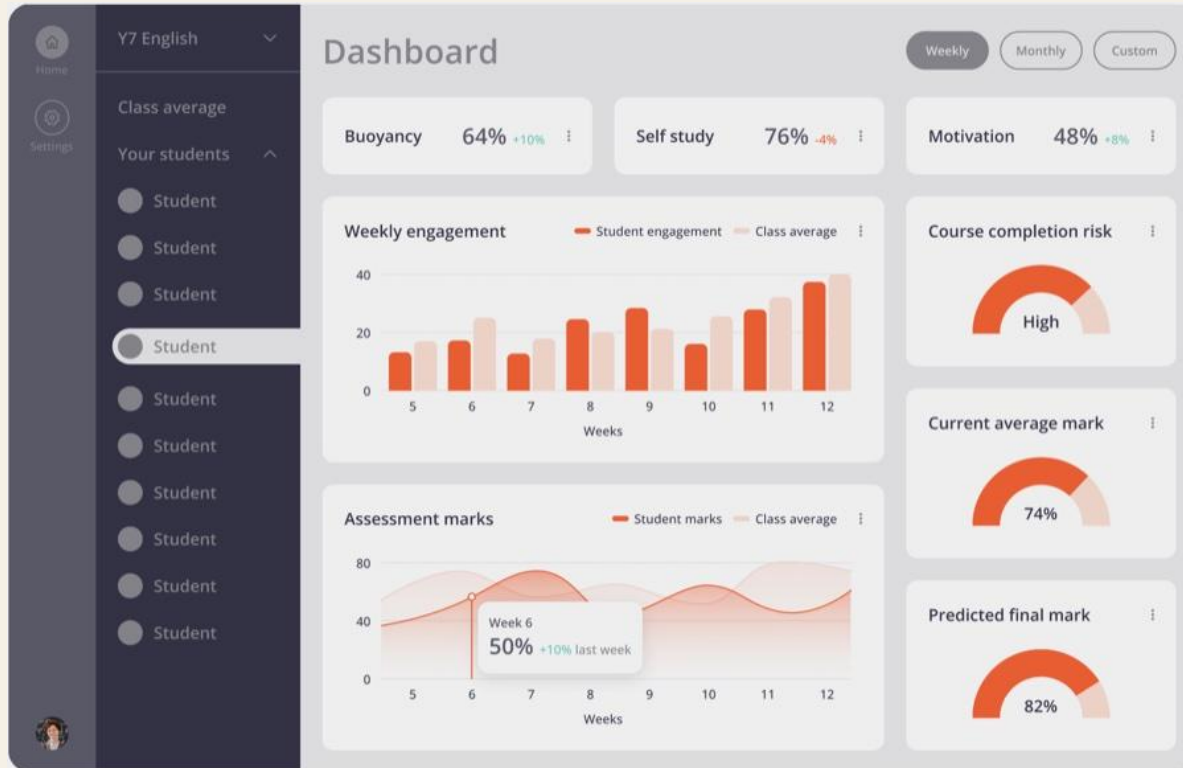 Home
Settings
Y7 English
Class average
Your students
Student
Student
Student
Student
Student
Student
Student
Student
Student
Student
Dashboard
Weekly Monthly Custom
Buoyancy 64% +10%
Self study 76% -4%
Motivation 48% +8%
Weekly engagement Student engagement Class average
40
20
0
5 6 7 8 9 10 11 12
Weeks
Assessment marks Student marks Class average
80
40
0
Week 6
50% +10% last week
5 6 7 8 9 10 11 12
Weeks
Course completion risk
High
Current average mark
74%
Predicted final mark
82%